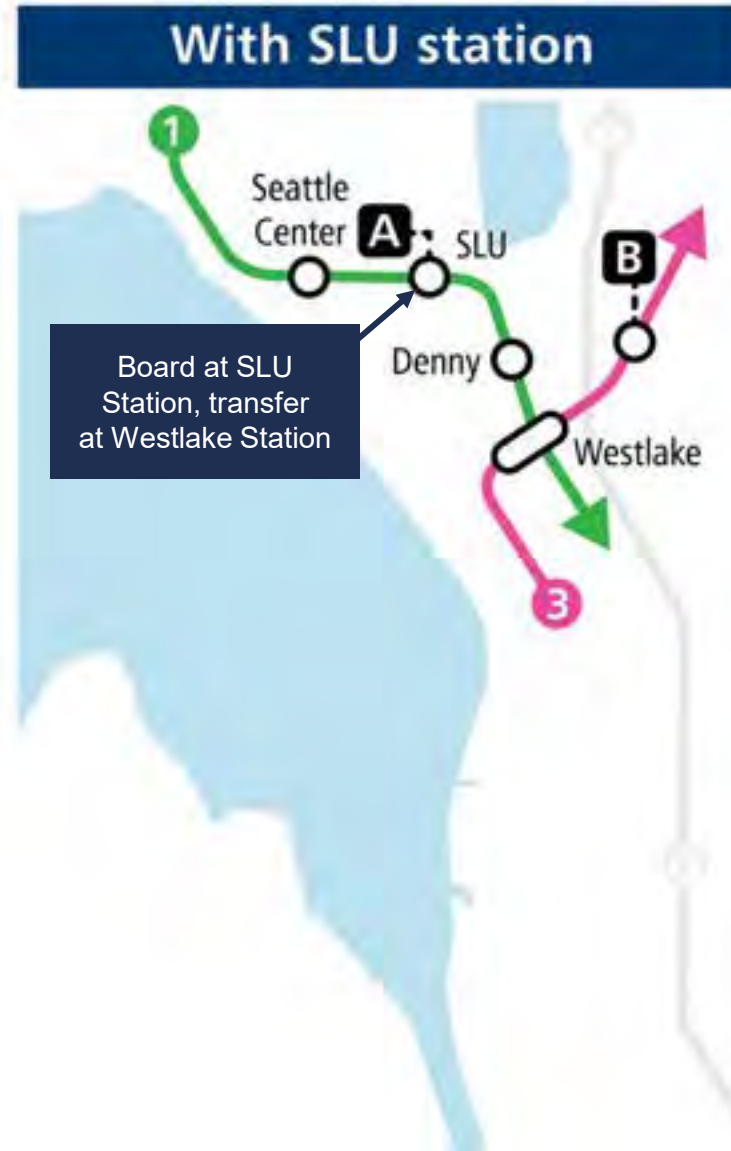 With SLU station
1
Seattle
Center
A
SLU
B
Board at SLU
Station, transfer
at Westlake Station
Denny
Westlake
3